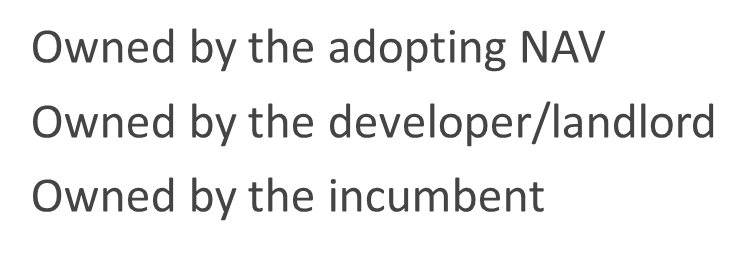 Owned by the adopting NAV
Owned by the developer/landlord
Owned by the incumbent